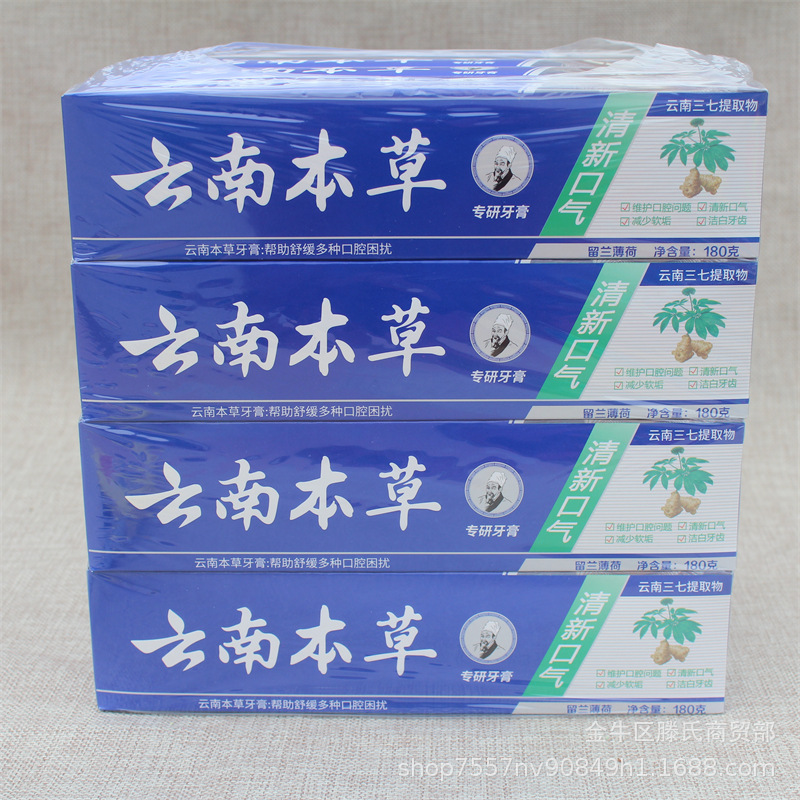 云南本草
专研牙膏
清新口气
云南三七提取物
维护口腔问题 清新口气
减少软垢 洁白牙齿
云南本草牙膏:帮助舒缓多种口腔困扰
留兰薄荷 净含量: 180克
云南本草
专研牙膏
清新口气
云南三七提取物
维护口腔问题 清新口气
减少软垢 洁白牙齿
云南本草牙膏:帮助舒缓多种口腔困扰
留兰薄荷 净含量: 180克
云南本草
专研牙膏
清新口气
云南三七提取物
维护口腔问题 清新口气
减少软垢 洁白牙齿
云南本草牙膏:帮助舒缓多种口腔困扰
留兰薄荷 净含量: 180克
云南本草
专研牙膏
清新口气
云南三七提取物
维护口腔问题 清新口气
减少软垢 洁白牙齿
云南本草牙膏:帮助舒缓多种口腔困扰
留兰薄荷 净含量: 180克
金牛区滕氏商贸部
shop7557nv90849h1.1688.com